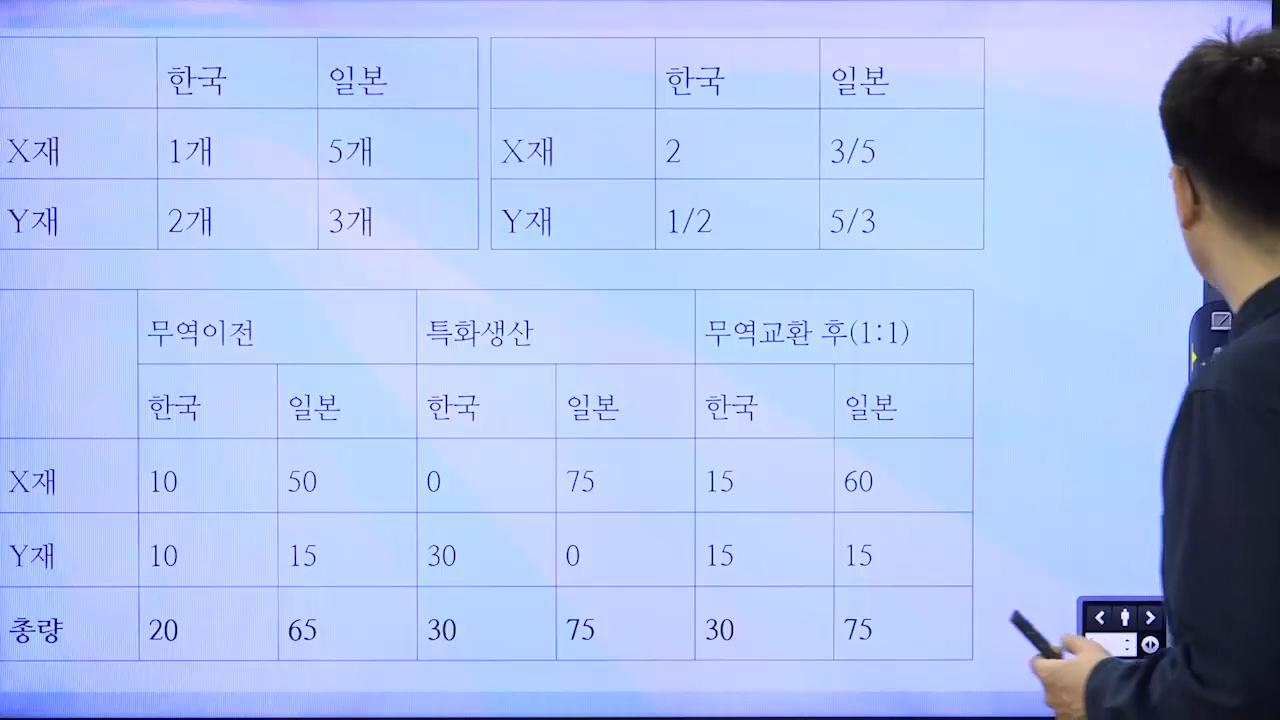 한국 일본
X재 1개 5개
Y재 2개 3개
한국 일본
X재 2 3/5
Y재 1/2 5/3
무역이전 특화생산 무역교환 후(1:1)
한국 일본 한국 일본 한국 일본
X재 10 50 0 75 15 60
Y재 10 15 30 0 15 15
총량 20 65 30 75 30 75